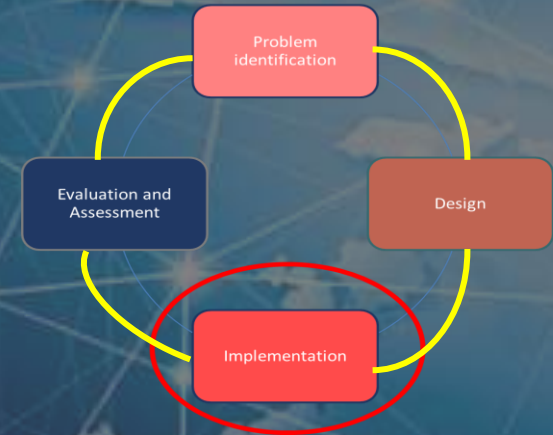 Problem
identification
Evaluation and
Assessment
Design
Implementation